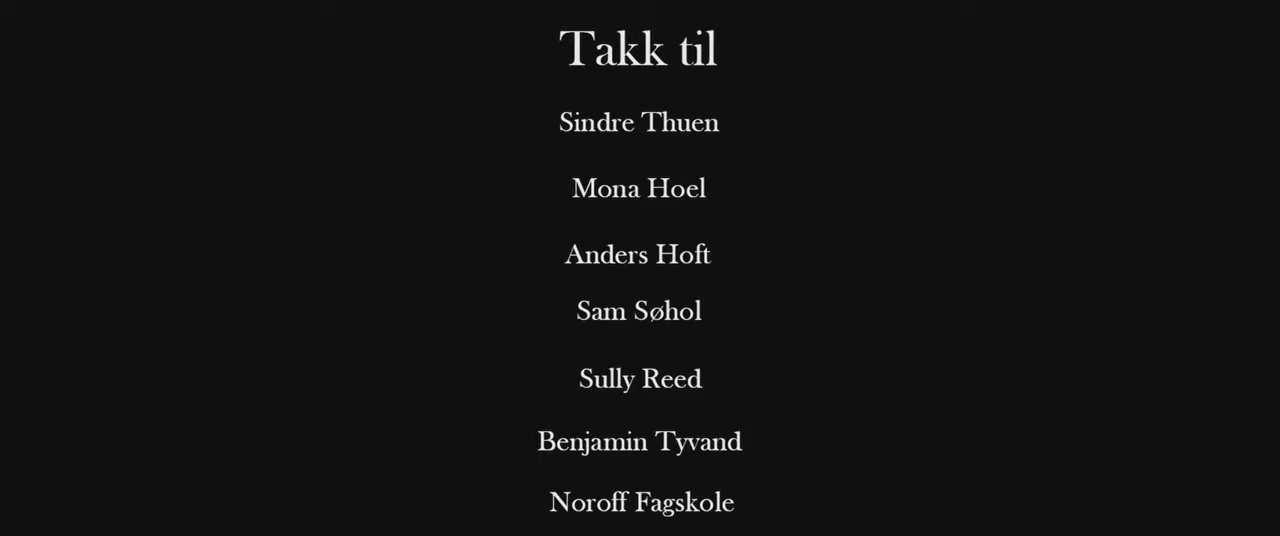 Takk til
Sindre Thuen
Mona Hoel
Anders Hoft
Sam Søhol
Sully Reed
Benjamin Tyvand
Noroff Fagskole